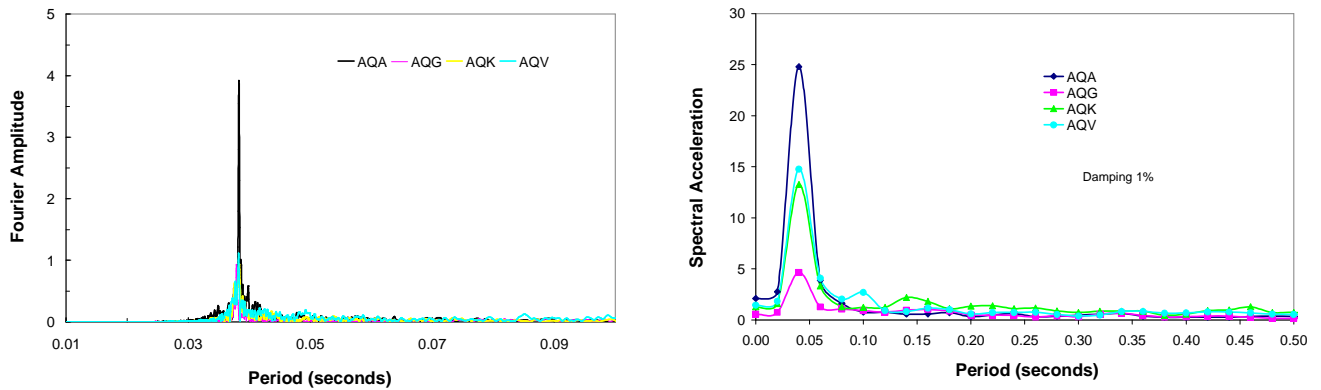 5
4
3
2
1
0
Fourier Amplitude
AQA AQG AQK AQV
0.01 0.03 0.05 0.07 0.09
Period (seconds)
30
25
20
15
10
5
0
Spectral Acceleration
AQA
AQG
AQK
AQV
Damping 1%
0.00 0.05 0.10 0.15 0.20 0.25 0.30 0.35 0.40 0.45 0.50
Period (seconds)